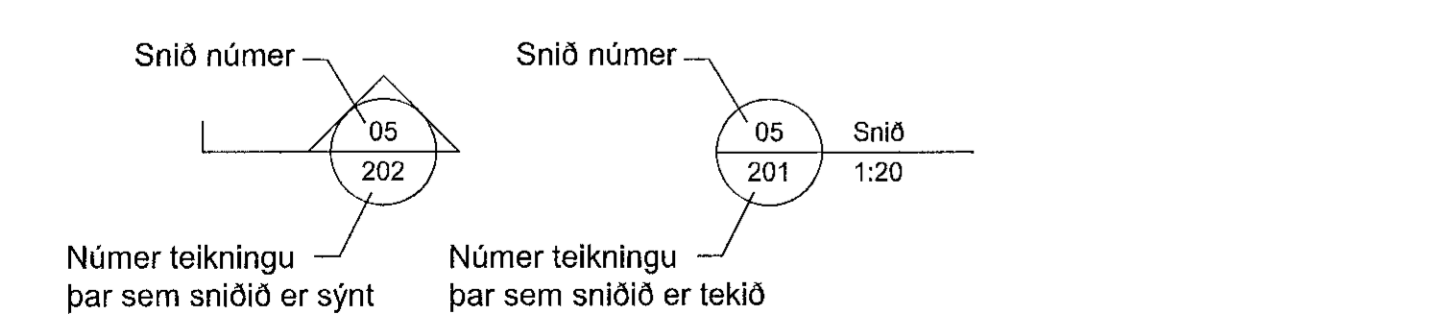 Snið númer
Snið númer
05
05
Snið
202
201
1:20
Númer teikningu
þar sem sniðið er sýnt
Númer teikningu
þar sem sniðið er tekið